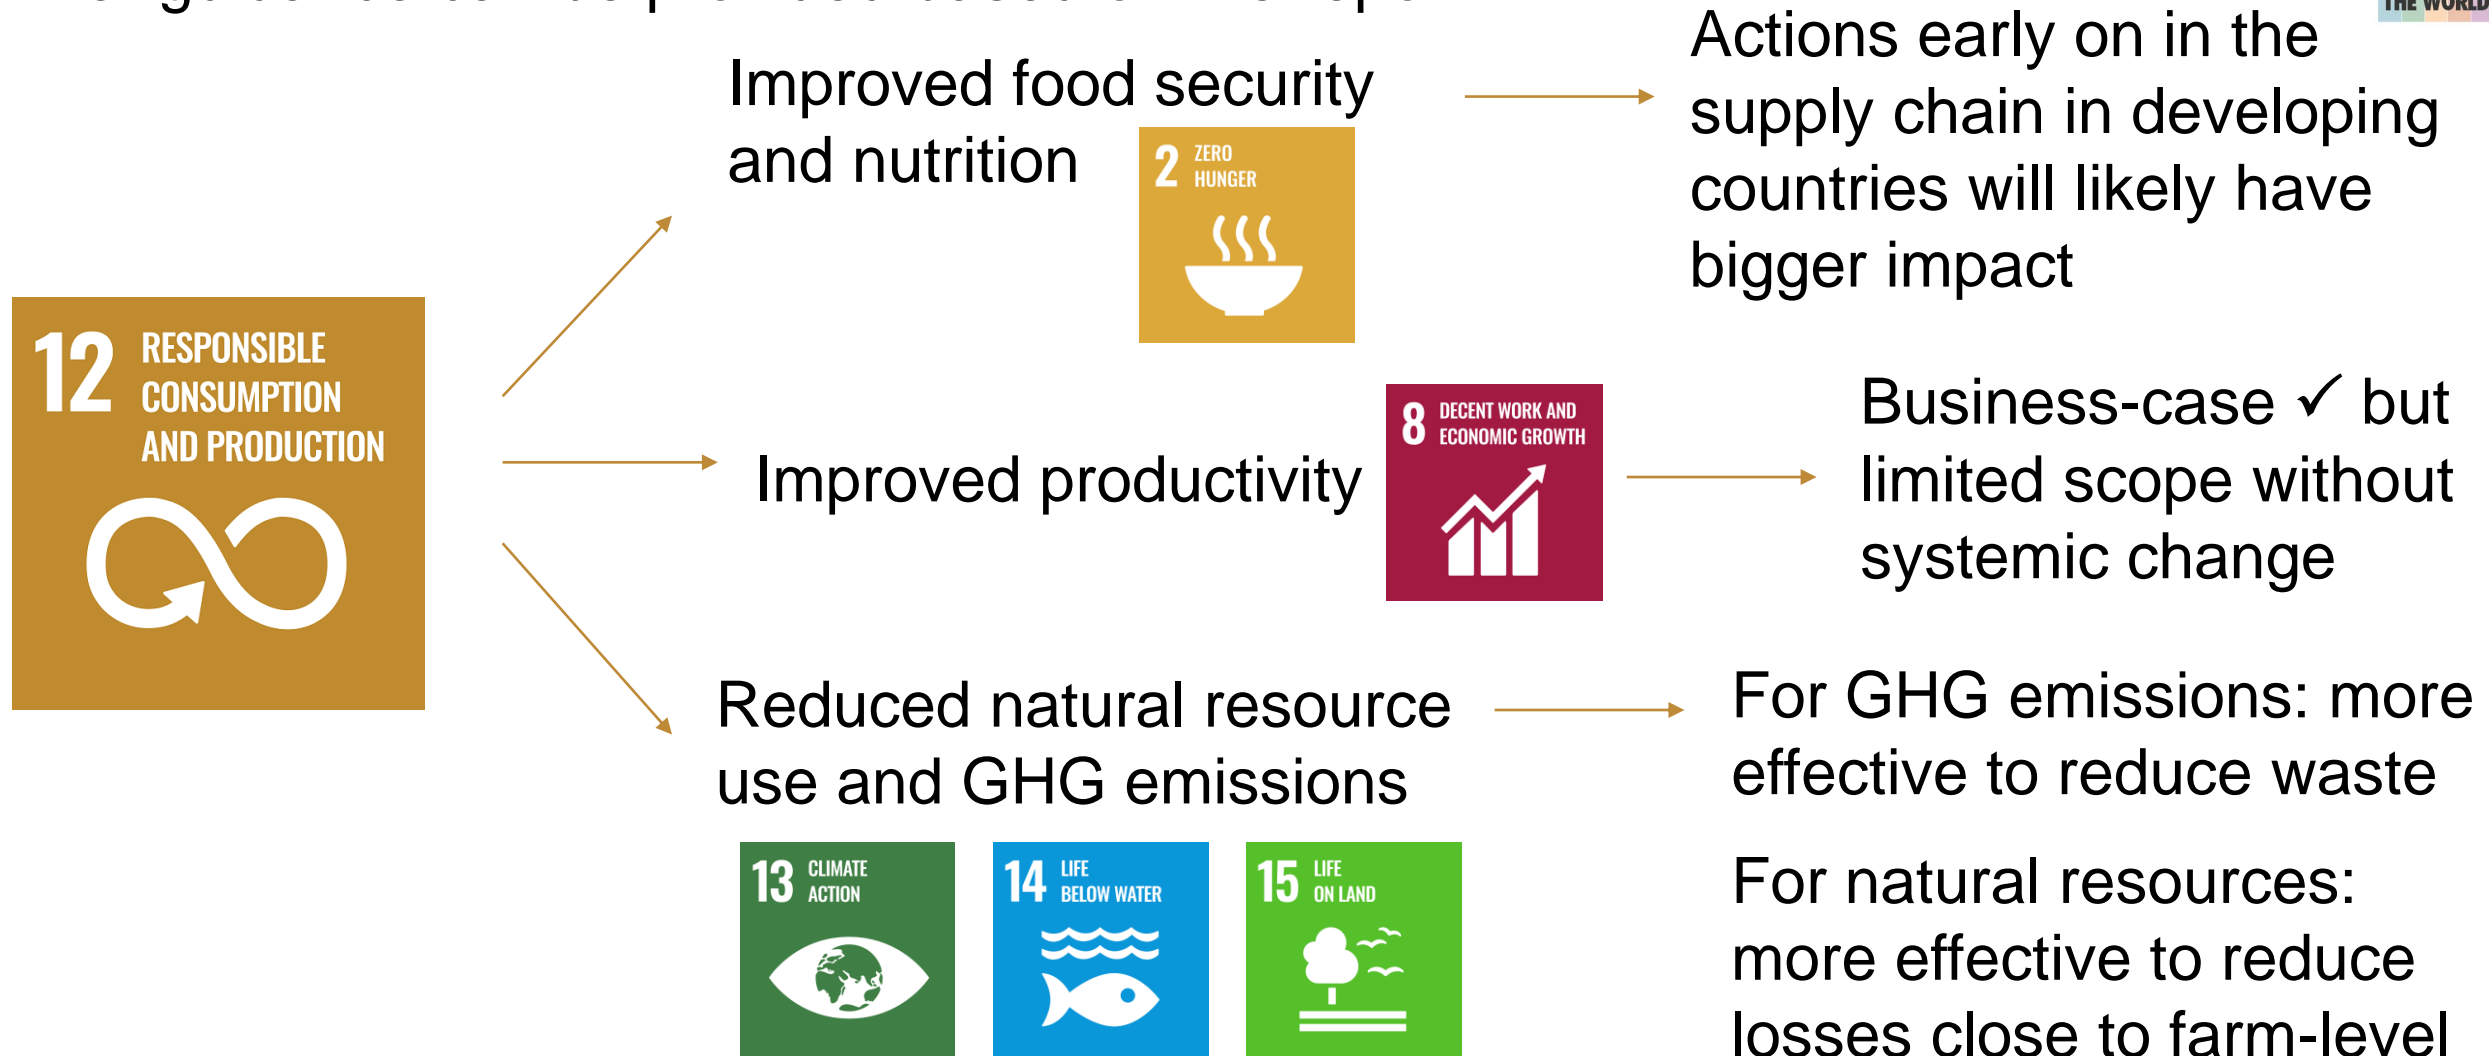 THE WORLD
Improved food security
and nutrition
2 ZERO
HUNGER
Actions early on in the
supply chain in developing
countries will likely have
bigger impact
12 RESPONSIBLE
CONSUMPTION
AND PRODUCTION
Improved productivity
8 DECENT WORK AND
ECONOMIC GROWTH
Business-case ✓ but
limited scope without
systemic change
Reduced natural resource
use and GHG emissions
13 CLIMATE
ACTION
14 LIFE
BELOW WATER
15 LIFE
ON LAND
For GHG emissions: more
effective to reduce waste
For natural resources:
more effective to reduce
losses close to farm-level